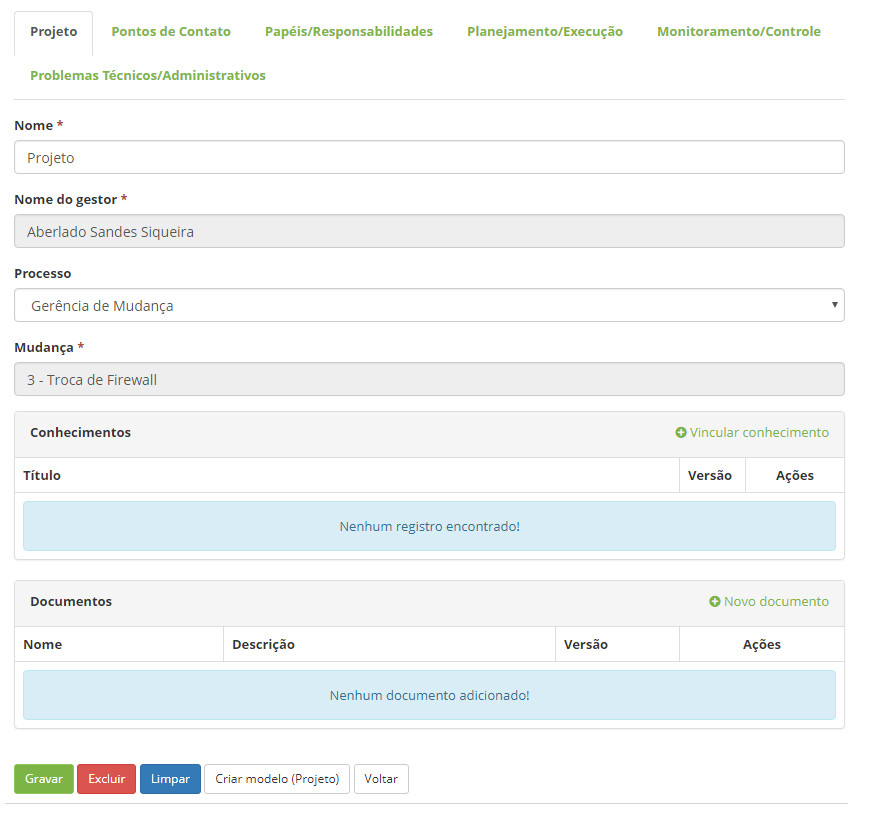 Projeto Pontos de Contato Papéis/Responsabilidades Planejamento/Execução Monitoramento/Controle
Problemas Técnicos/Administrativos
Nome *
Projeto
Nome do gestor *
Aberlado Sandes Siqueira
Processo
Gerência de Mudança
Mudança *
3 - Troca de Firewall
Conhecimentos Vincular conhecimento
Título Versão Ações
Nenhum registro encontrado!
Documentos Novo documento
Nome Descrição Versão Ações
Nenhum documento adicionado!
Gravar Excluir Limpar Criar modelo (Projeto) Voltar